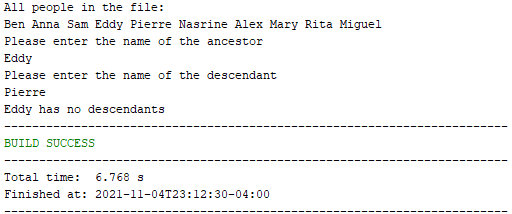 All people in the file:
Ben Anna Sam Eddy Pierre Nasrine Alex Mary Rita Miguel
Please enter the name of the ancestor
Eddy
Please enter the name of the descendant
Pierre
Eddy has no descendants
------------------------------------------------------------------------
BUILD SUCCESS
------------------------------------------------------------------------
Total time:  6.768 s
Finished at: 2021-11-04T23:12:30-04:00
------------------------------------------------------------------------